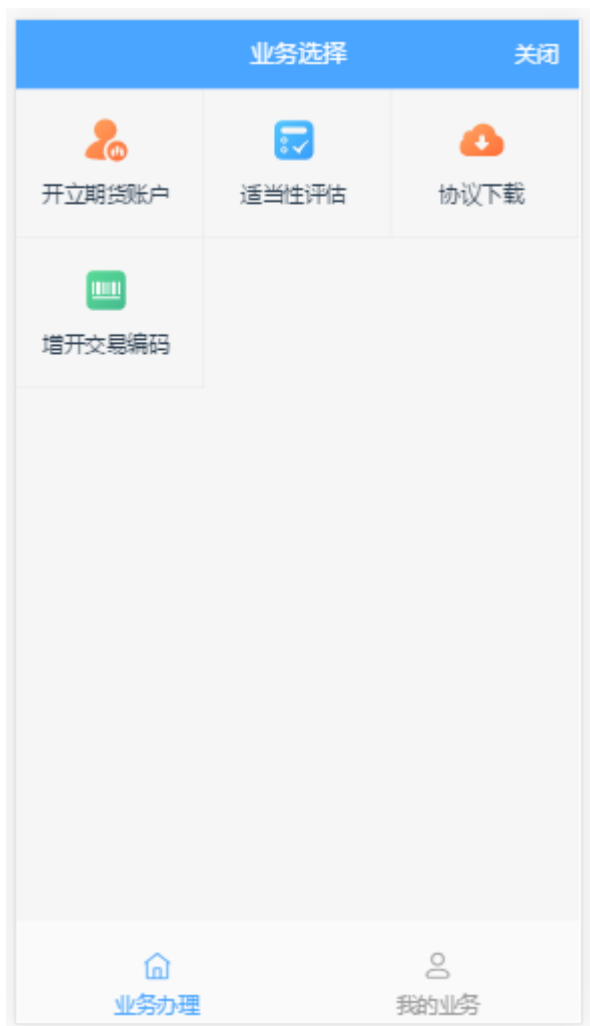 业务选择
关闭
开立期货账户
适当性评估
协议下载
增开交易编码
业务办理
我的业务